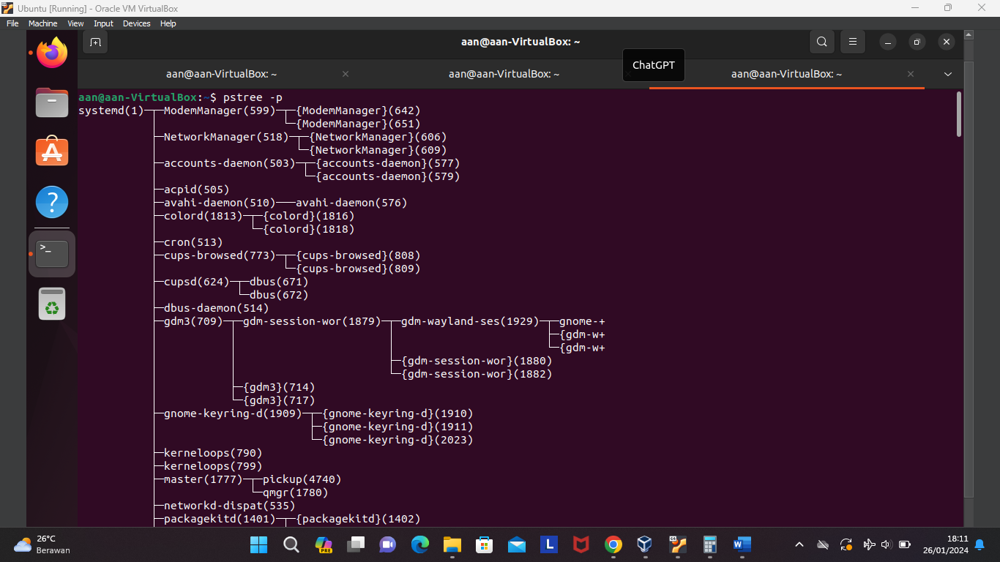 Ubuntu [Running] - Oracle VM VirtualBox
File Machine View Input Devices Help
aan@aan-VirtualBox: ~
ChatGPT
aan@aan-VirtualBox: ~ aan@aan-VirtualBox: ~ aan@aan-VirtualBox: ~
aan@aan-VirtualBox:~$ pstree -p
systemd(1)─┬─ModemManager(599)─┬─{ModemManager}(642)
           │                   └─{ModemManager}(651)
           ├─NetworkManager(518)─┬─{NetworkManager}(606)
           │                     └─{NetworkManager}(609)
           ├─accounts-daemon(503)─┬─{accounts-daemon}(577)
           │                      └─{accounts-daemon}(579)
           ├─acpid(505)
           ├─avahi-daemon(510)───avahi-daemon(576)
           ├─colord(1813)─┬─{colord}(1816)
           │              └─{colord}(1818)
           ├─cron(513)
           ├─cups-browsed(773)─┬─{cups-browsed}(808)
           │                   └─{cups-browsed}(809)
           ├─cupsd(624)─┬─dbus(671)
           │            └─dbus(672)
           ├─dbus-daemon(514)
           ├─gdm3(709)─┬─gdm-session-wor(1879)─┬─gdm-wayland-ses(1929)─┬─gnome-+
           │           │                       │                       ├─{gdm-w+
           │           │                       │                       └─{gdm-w+
           │           │                       ├─{gdm-session-wor}(1880)
           │           │                       └─{gdm-session-wor}(1882)
           │           ├─{gdm3}(714)
           │           └─{gdm3}(717)
           ├─gnome-keyring-d(1909)─┬─{gnome-keyring-d}(1910)
           │                       ├─{gnome-keyring-d}(1911)
           │                       └─{gnome-keyring-d}(2023)
           ├─kerneloops(790)
           ├─kerneloops(799)
           ├─master(1777)─┬─pickup(4740)
           │              └─qmgr(1780)
           ├─networkd-dispat(535)
           ├─packagekitd(1401)─┬─{packagekitd}(1402)
26°C
Berawan
PRE
L
W
18:11
26/01/2024